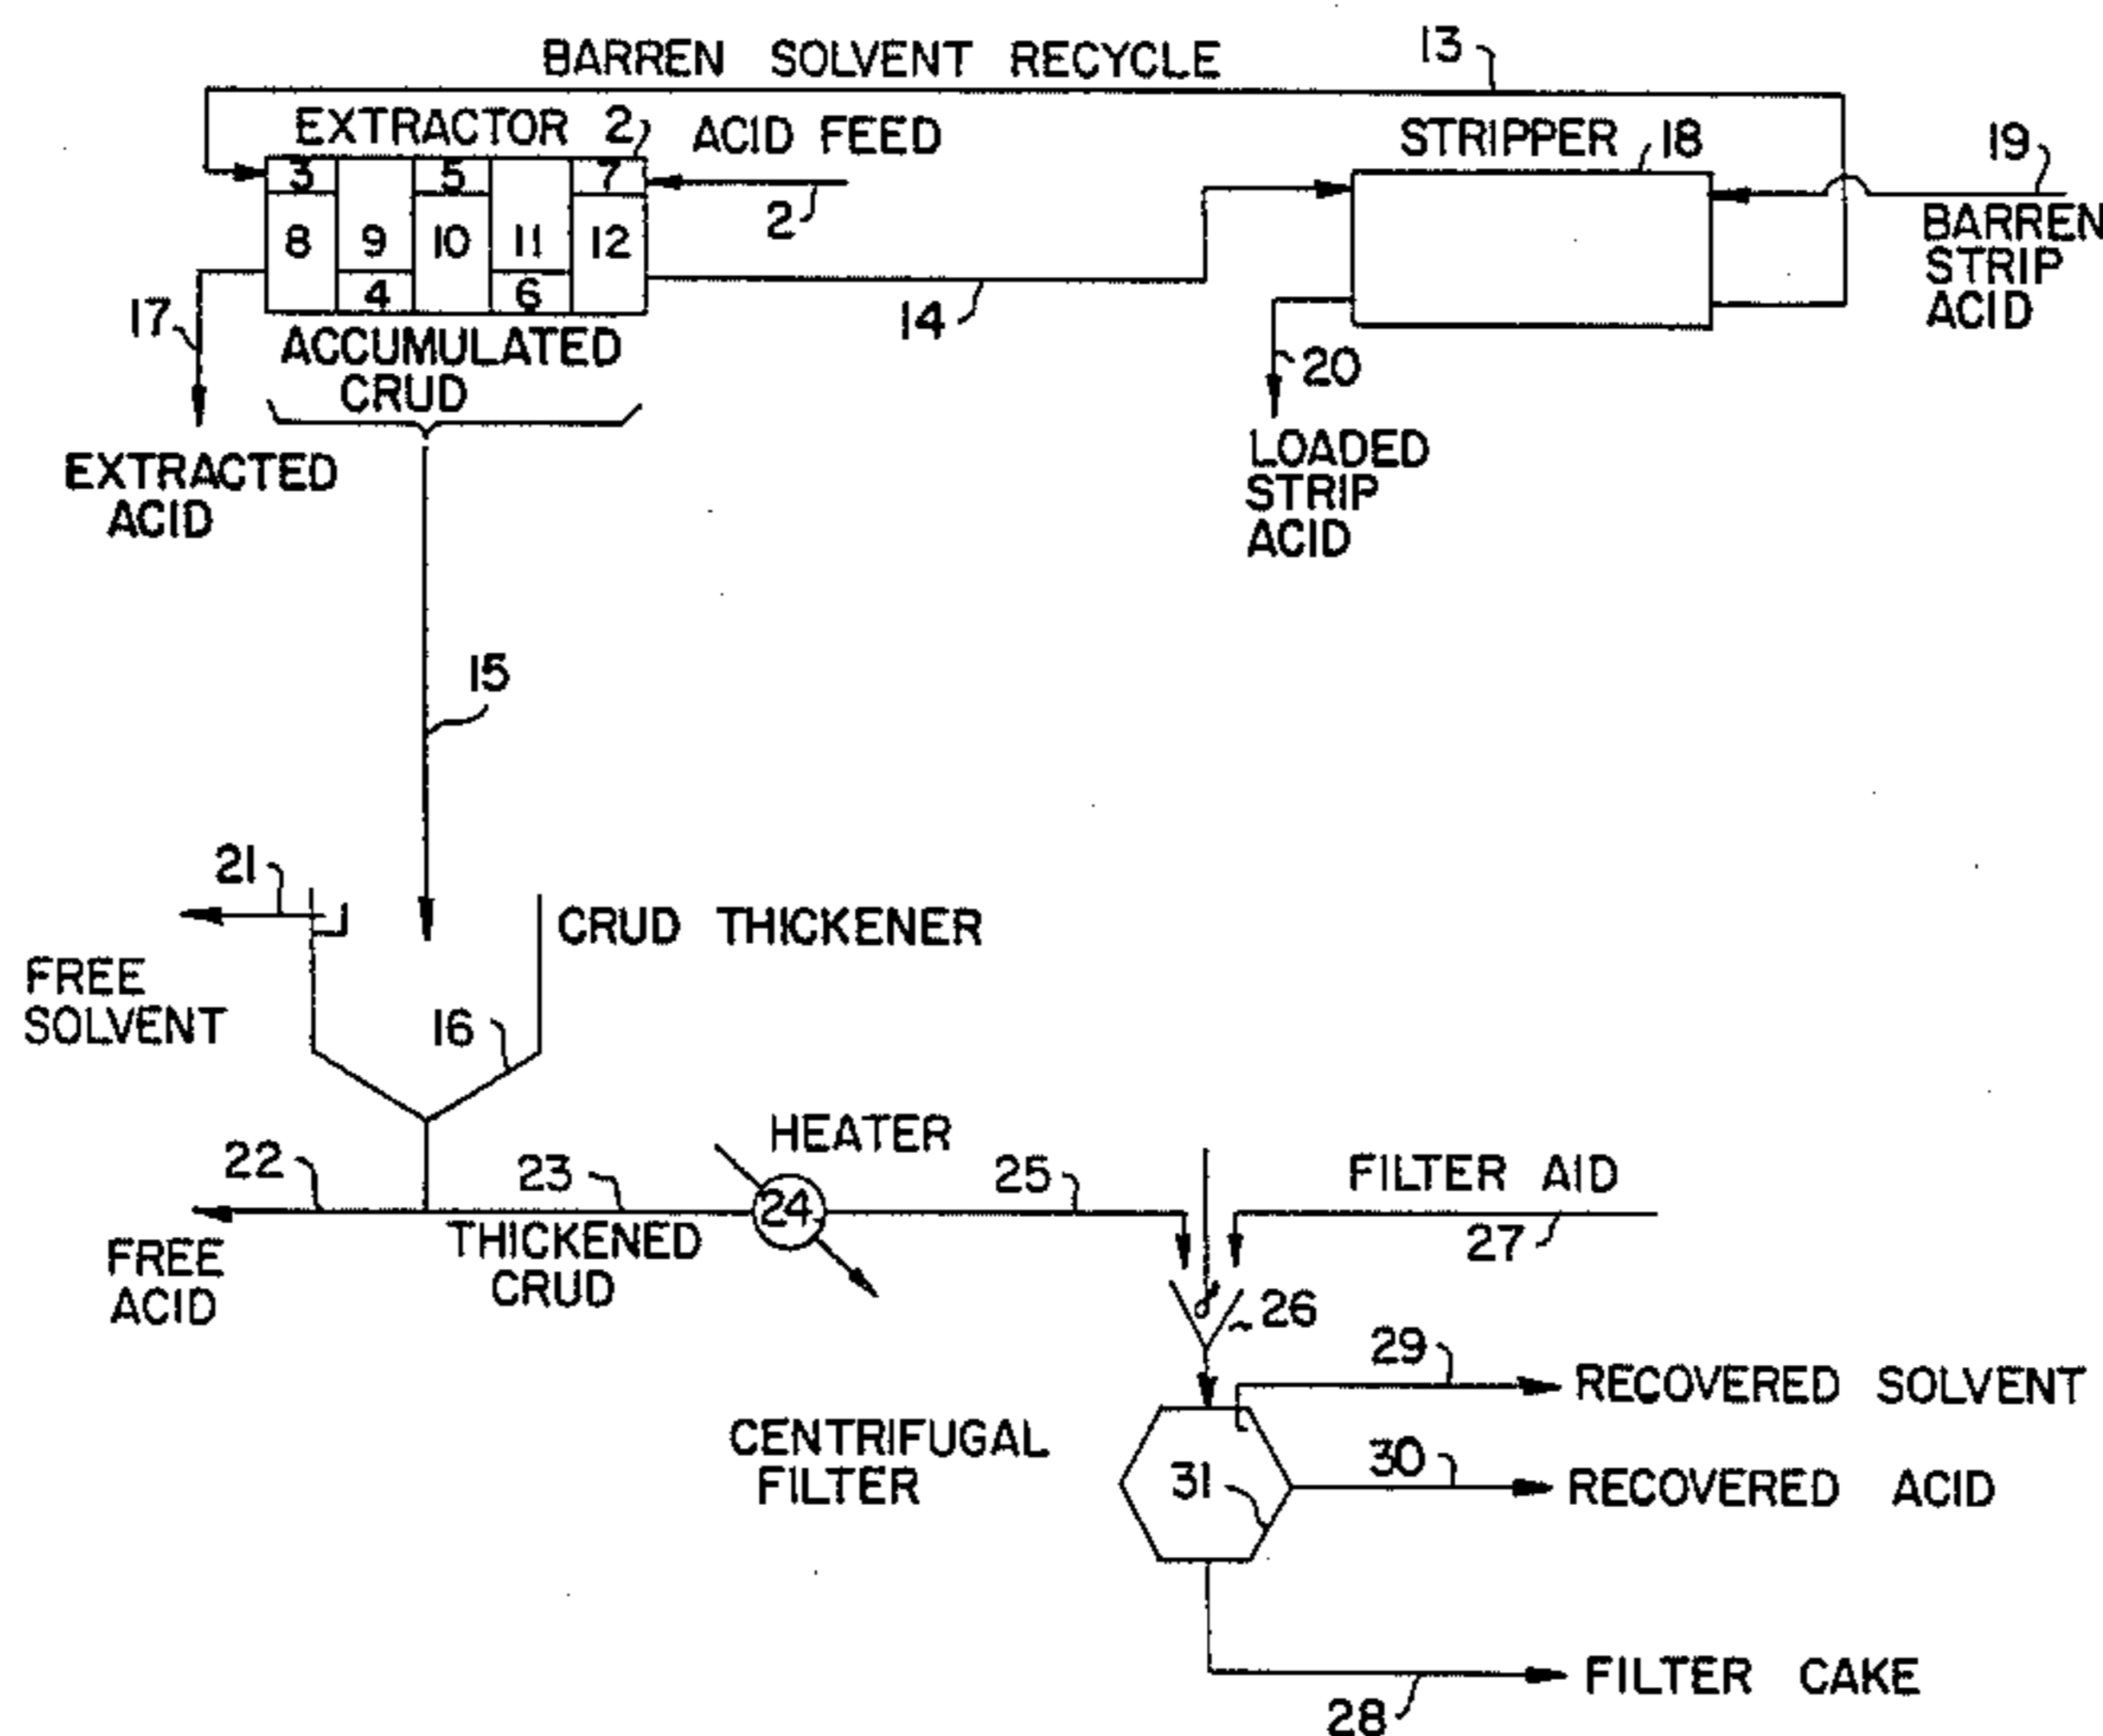 BARREN SOLVENT RECYCLE
13
EXTRACTOR 2
ACID FEED
STRIPPER 18
19
3
5
7
2
8
9
10
11
12
4
6
BARREN
STRIP
ACID
17
14
20
ACCUMULATED
CRUD
EXTRACTED
ACID
LOADED
STRIP
ACID
15
21
CRUD THICKENER
FREE
SOLVENT
16
HEATER
22
23
24
25
FILTER AID
27
THICKENED
CRUD
FREE
ACID
26
29
RECOVERED SOLVENT
CENTRIFUGAL
FILTER
31
30
RECOVERED ACID
FILTER CAKE
28